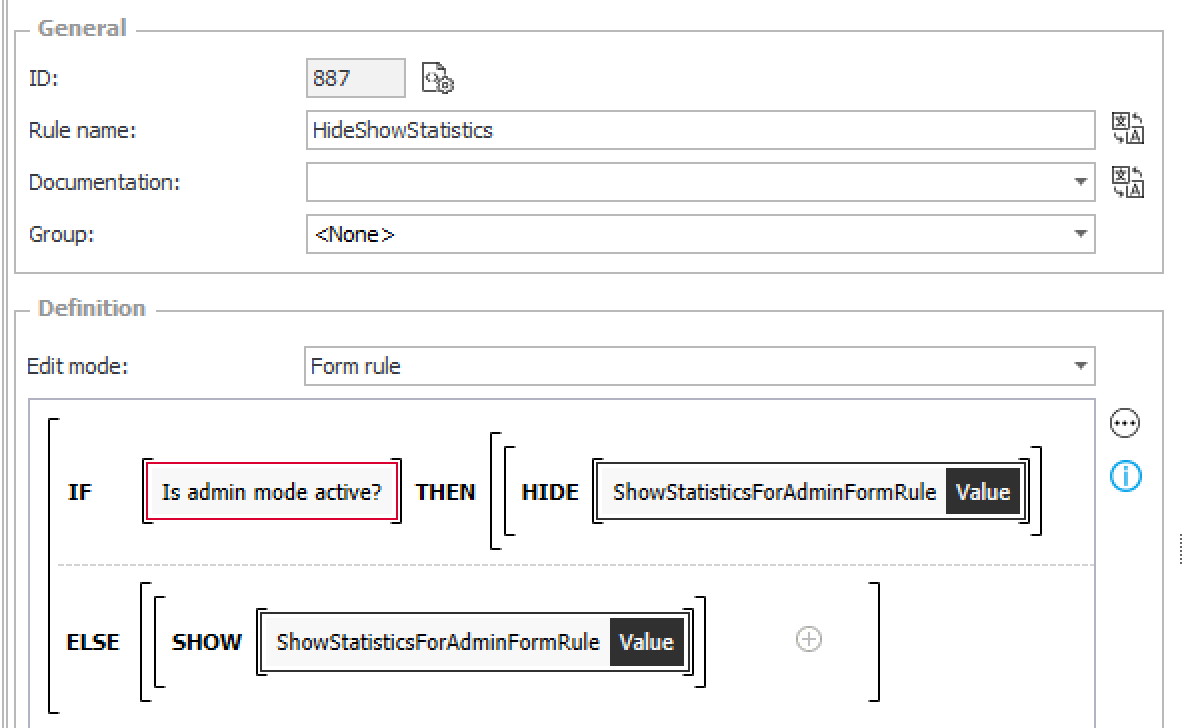 General
ID: 887
Rule name: HideShowStatistics
Documentation:
Group: <None>
Definition
Edit mode: Form rule
IF Is admin mode active? THEN HIDE ShowStatisticsForAdminFormRule Value
ELSE SHOW ShowStatisticsForAdminFormRule Value